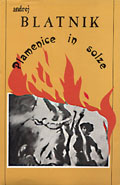 andrej
BLATNIK
Plamenice in solze